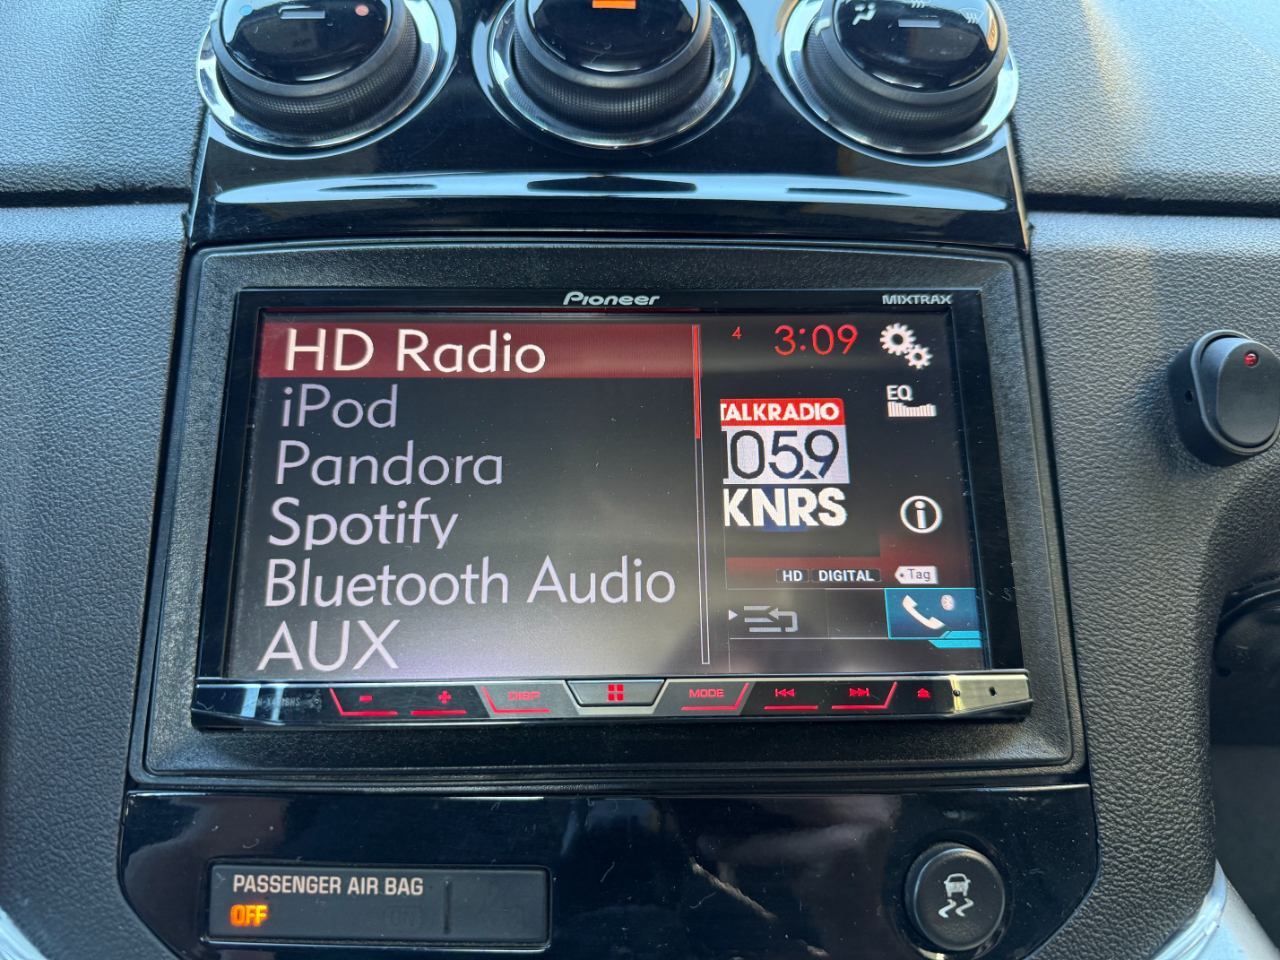 Pioneer
MIXTRAX
HD Radio
iPod
Pandora
Spotify
Bluetooth Audio
AUX
4 3:09
EQ
TALKRADIO
105.9
KNRS
i
HD DIGITAL
Tag
- + DISP MODE
PASSENGER AIR BAG
OFF